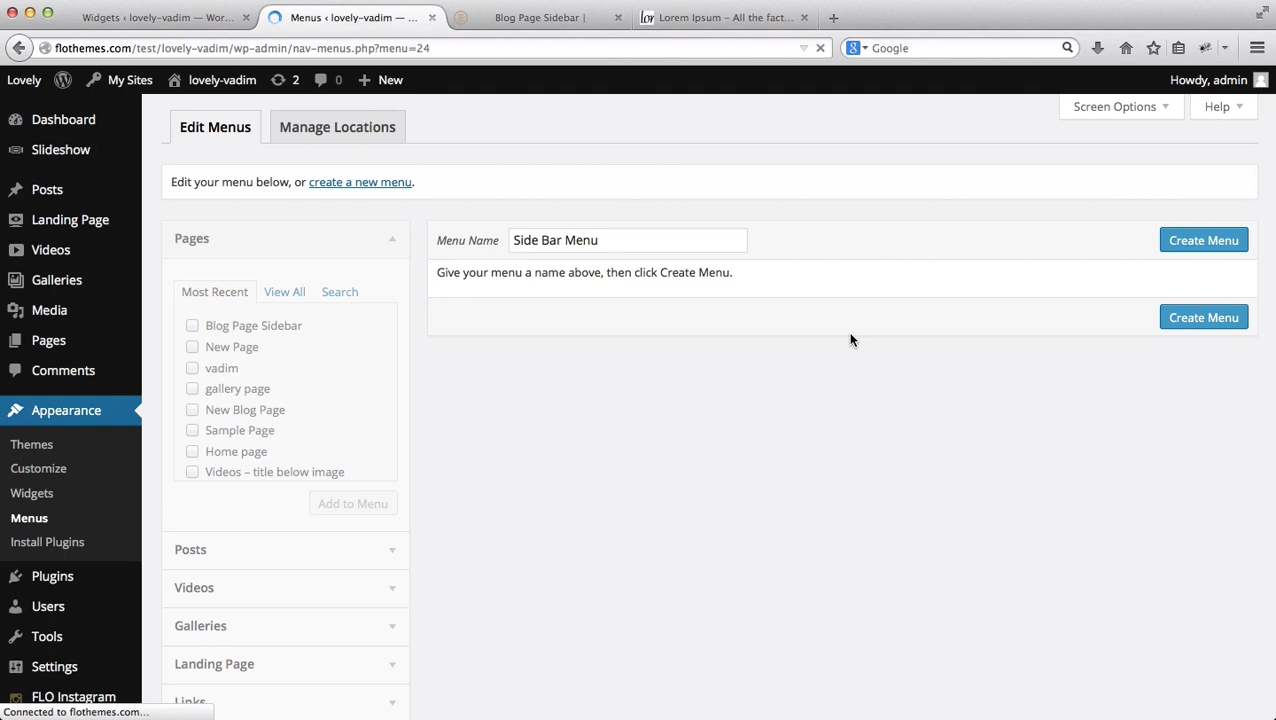 Widgets ‹ lovely-vadim — Wor...
Menus ‹ lovely-vadim — ...
Blog Page Sidebar |
lor Lorem Ipsum – All the fact...
flothemes.com/test/lovely-vadim/wp-admin/nav-menus.php?menu=24
Google
Lovely
My Sites
lovely-vadim
2
0
New
Howdy, admin
Dashboard
Slideshow
Posts
Landing Page
Videos
Galleries
Media
Pages
Comments
Appearance
Themes
Customize
Widgets
Menus
Install Plugins
Plugins
Users
Tools
Settings
FLO Instagram
Connected to flothemes.com...
Screen Options
Help
Edit Menus
Manage Locations
Edit your menu below, or create a new menu.
Pages
Most Recent
View All
Search
Blog Page Sidebar
New Page
vadim
gallery page
New Blog Page
Sample Page
Home page
Videos – title below image
Add to Menu
Posts
Videos
Galleries
Landing Page
Links
Menu Name
Side Bar Menu
Create Menu
Give your menu a name above, then click Create Menu.
Create Menu